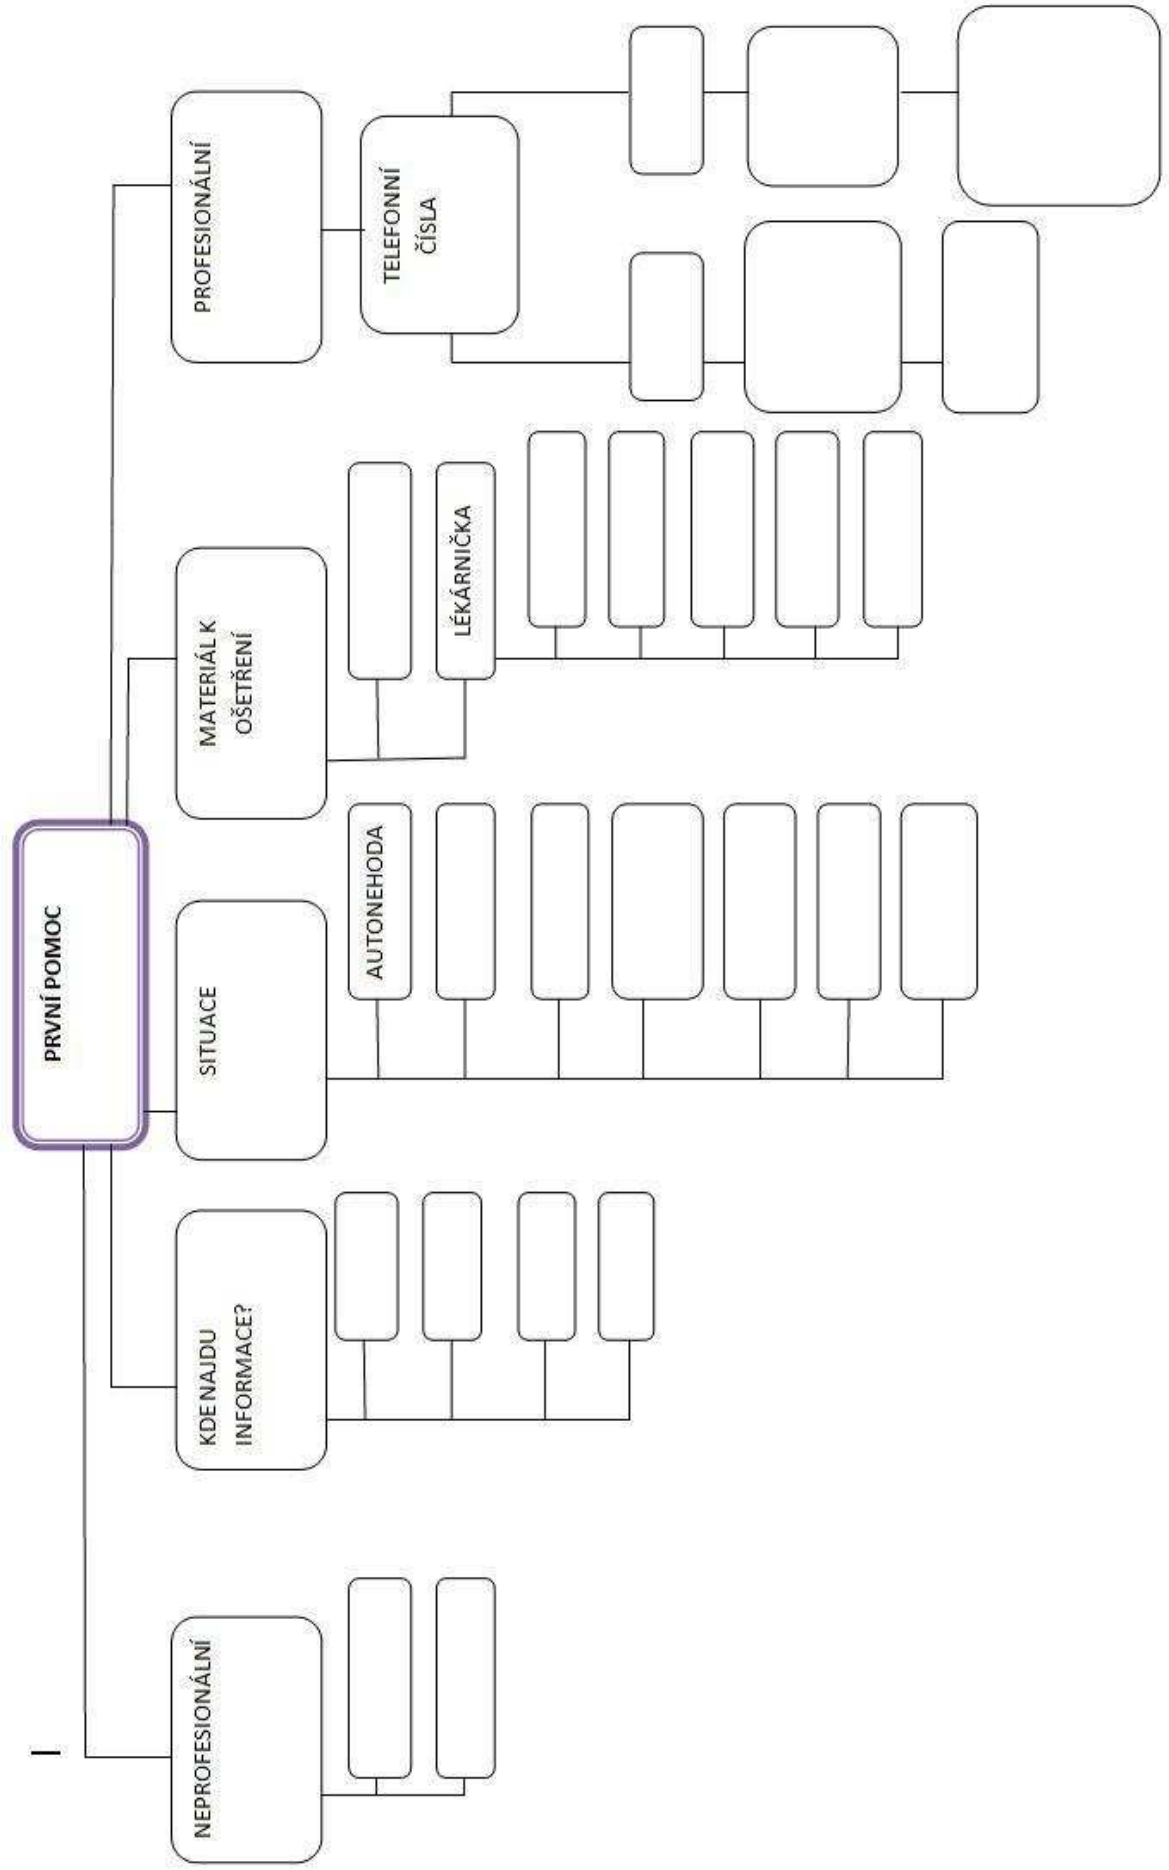 PRVNÍ POMOC
NEPROFESIONÁLNÍ
KDE NAJDU
INFORMACE?
SITUACE
MATERIÁL K
OŠETŘENÍ
PROFESIONÁLNÍ
AUTONEHODA
LÉKÁRNIČKA
TELEFONNÍ
ČÍSLA